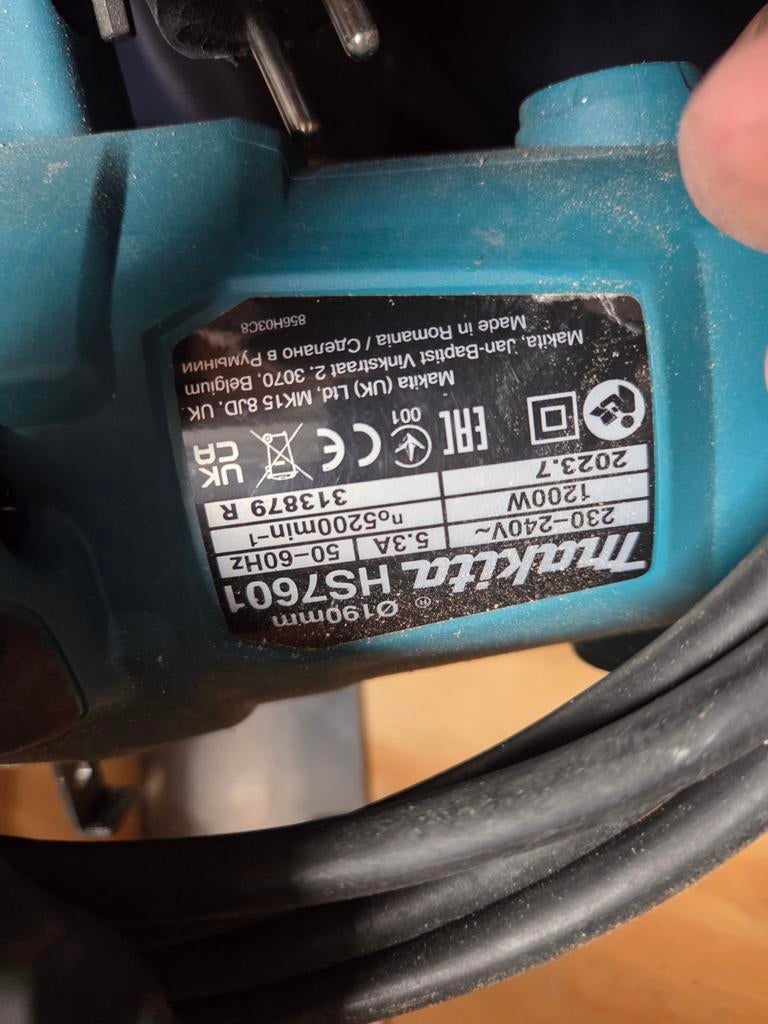 Ø190mm
makita® HS7601
230–240V~ 5.3A 50–60Hz
1200W n₀5200min⁻¹
2023.7 313879 R
EAC 001 CE UK CA
Makita (UK) Ltd. MK15 8JD, UK
Makita, Jan-Baptist Vinkstraat 2, 3070, Belgium
Made in Romania / Сделано в Румынии
856H03C8